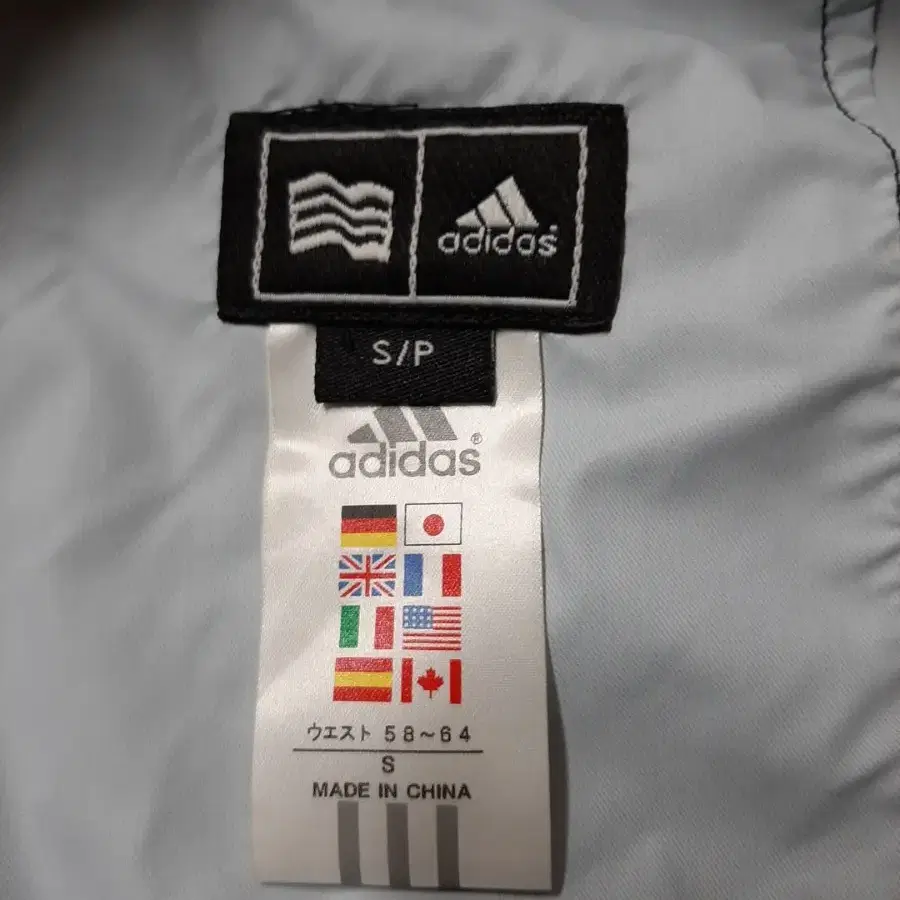 adidas
S/P
adidas®
ウエスト 58~64
S
MADE IN CHINA